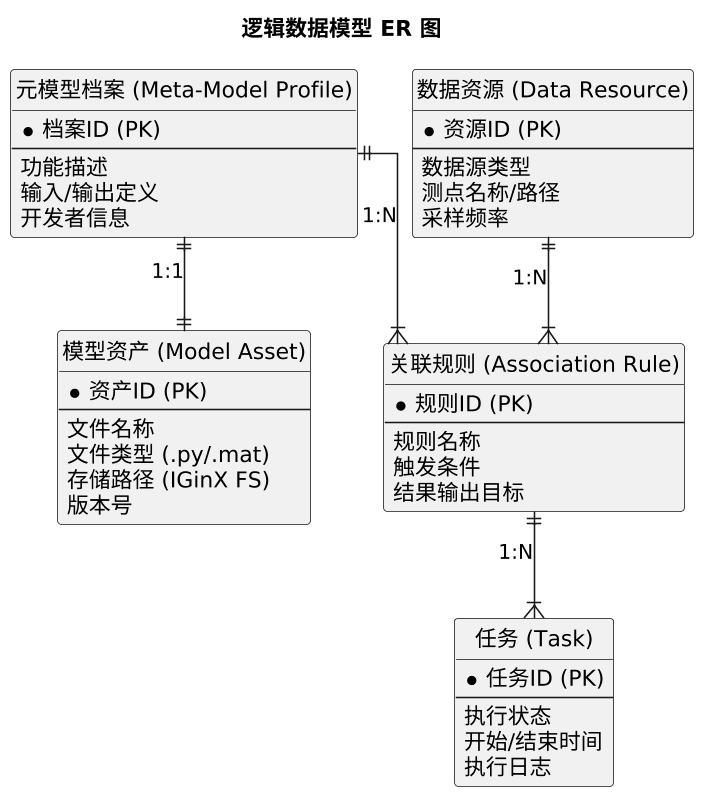 逻辑数据模型 ER 图
元模型档案 (Meta-Model Profile)
档案ID (PK)
功能描述
输入/输出定义
开发者信息
数据资源 (Data Resource)
资源ID (PK)
数据源类型
测点名称/路径
采样频率
1:N
1:1
1:N
模型资产 (Model Asset)
资产ID (PK)
文件名称
文件类型 (.py/.mat)
存储路径 (IGinX FS)
版本号
关联规则 (Association Rule)
规则ID (PK)
规则名称
触发条件
结果输出目标
1:N
任务 (Task)
任务ID (PK)
执行状态
开始/结束时间
执行日志